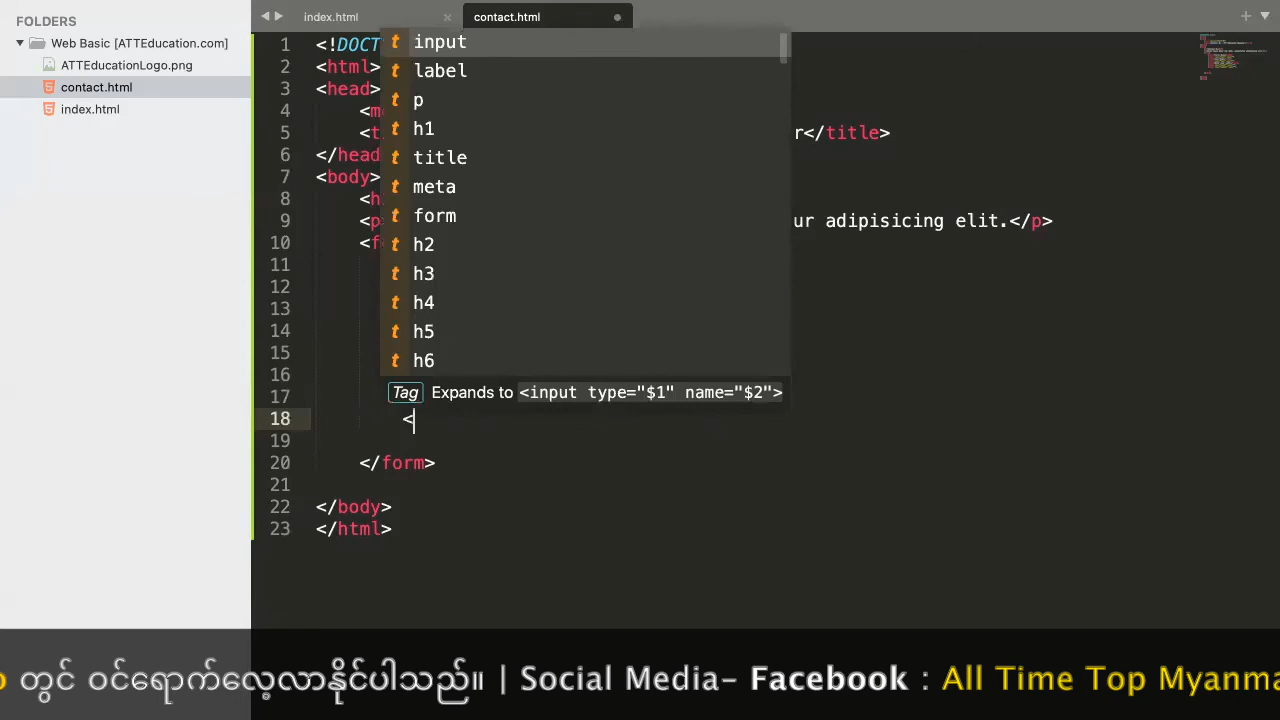 FOLDERS
Web Basic [ATTEducation.com]
ATTEducationLogo.png
contact.html
index.html
index.html ×
contact.html
1 <!DOCT
2 <html>
3 <head>
4 <m
5 <t r</title>
6 </head
7 <body>
8 <h
9 <p ur adipisicing elit.</p>
10 <f
11
12
13
14
15
16
17
18 <
19
20 </form>
21
22 </body>
23 </html>
t input
t label
t p
t h1
t title
t meta
t form
t h2
t h3
t h4
t h5
t h6
Tag Expands to <input type="$1" name="$2">
တွင် ဝင်ရောက်လေ့လာနိုင်ပါသည်။ | Social Media- Facebook : All Time Top Myanma